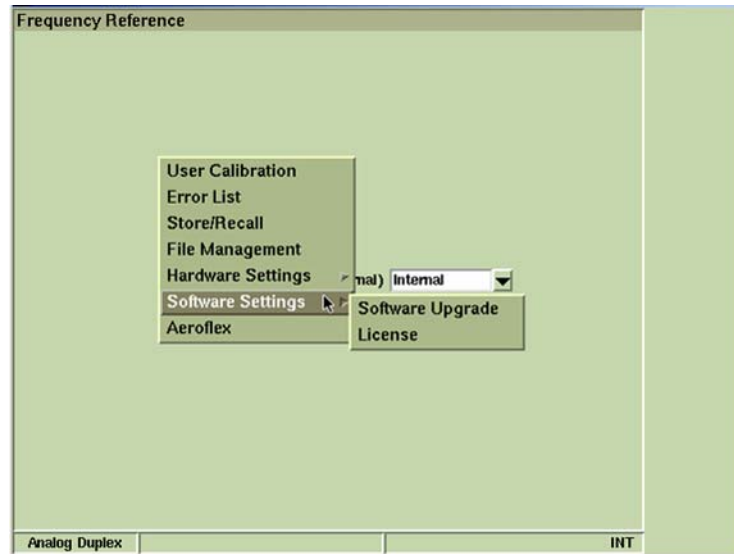 Frequency Reference
User Calibration
Error List
Store/Recall
File Management
Hardware Settings
mal) Internal
Software Settings
Software Upgrade
License
Aeroflex
Analog Duplex
INT